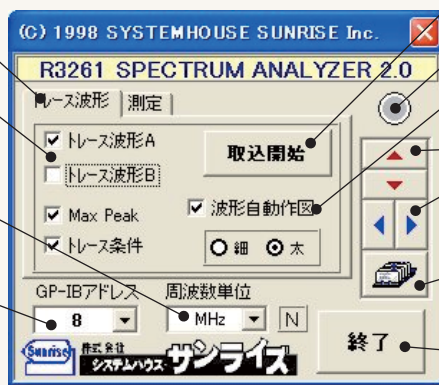 (C) 1998 SYSTEMHOUSE SUNRISE Inc.
R3261 SPECTRUM ANALYZER 2.0
トレース波形 測定
トレース波形A
取込開始
トレース波形B
Max Peak
波形自動作図
トレース条件
細 太
GP-IBアドレス 周波数単位
8 MHz N
終了
Sunrise 株式会社 システムハウス サンライズ